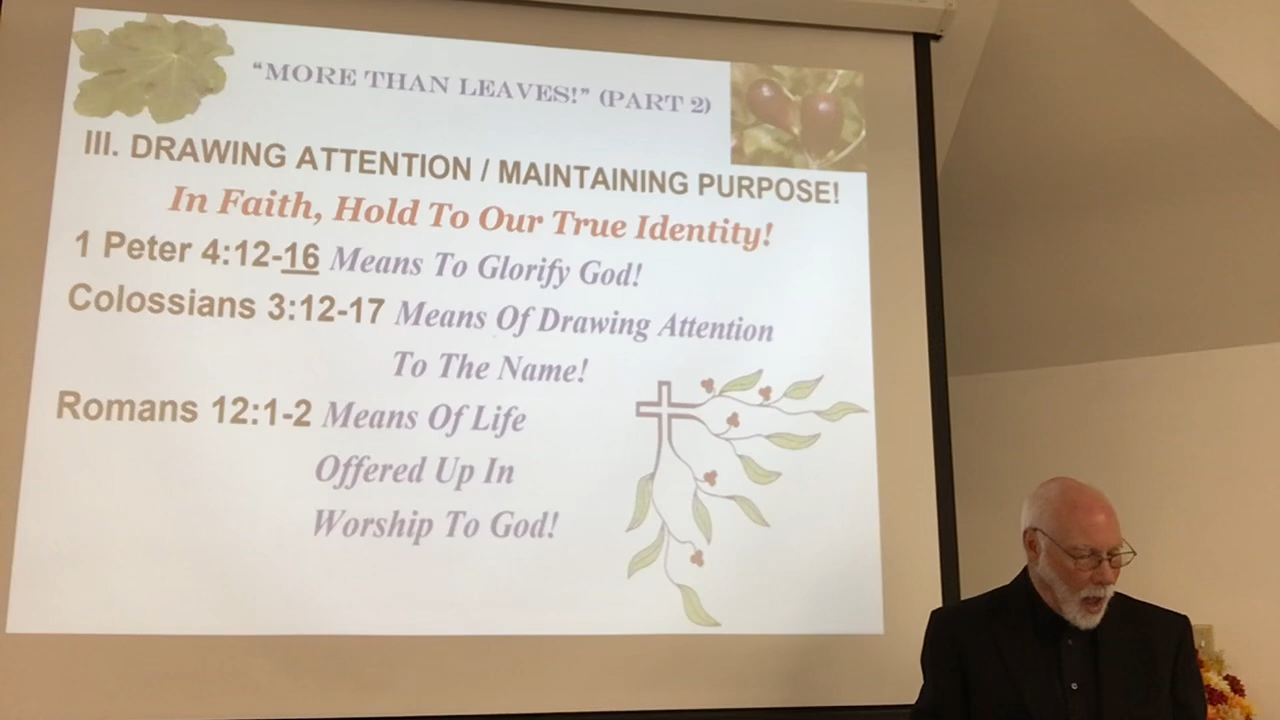 “MORE THAN LEAVES!” (PART 2)
III. DRAWING ATTENTION / MAINTAINING PURPOSE!
In Faith, Hold To Our True Identity!
1 Peter 4:12-16 Means To Glorify God!
Colossians 3:12-17 Means Of Drawing Attention
To The Name!
Romans 12:1-2 Means Of Life
Offered Up In
Worship To God!